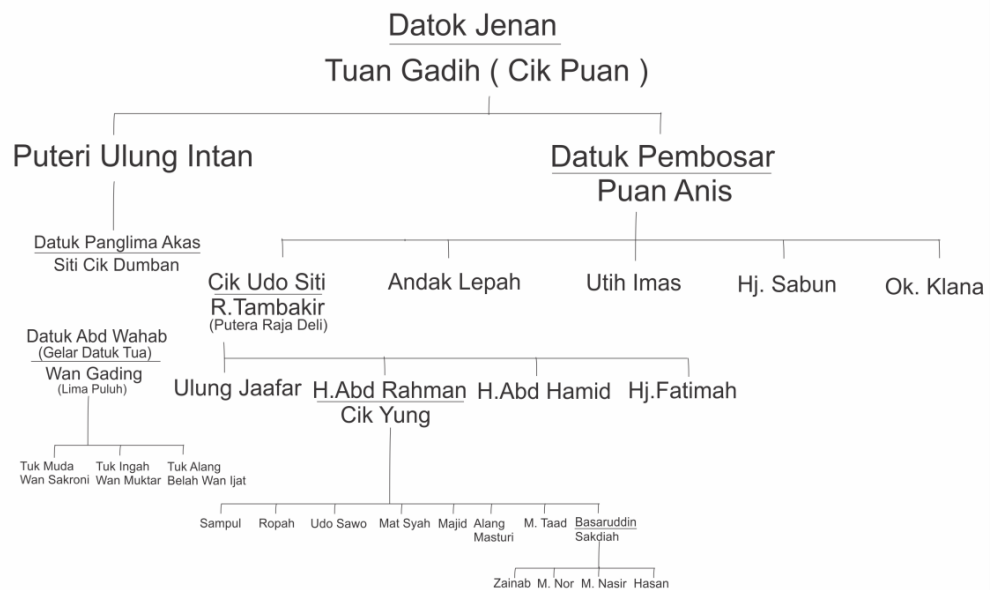 Datok Jenan
Tuan Gadih ( Cik Puan )
Puteri Ulung Intan
Datuk Pembosar
Puan Anis
Datuk Panglima Akas
Siti Cik Dumban
Cik Udo Siti
R.Tambakir
(Putera Raja Deli)
Andak Lepah
Utih Imas
Hj. Sabun
Ok. Klana
Datuk Abd Wahab
(Gelar Datuk Tua)
Wan Gading
(Lima Puluh)
Ulung Jaafar
H.Abd Rahman
Cik Yung
H.Abd Hamid
Hj.Fatimah
Tuk Muda
Wan Sakroni
Tuk Ingah
Wan Muktar
Tuk Alang
Belah Wan Ijat
Sampul
Ropah
Udo Sawo
Mat Syah
Majid
Alang
Masturi
M. Taad
Basaruddin
Sakdiah
Zainab
M. Nor
M. Nasir
Hasan